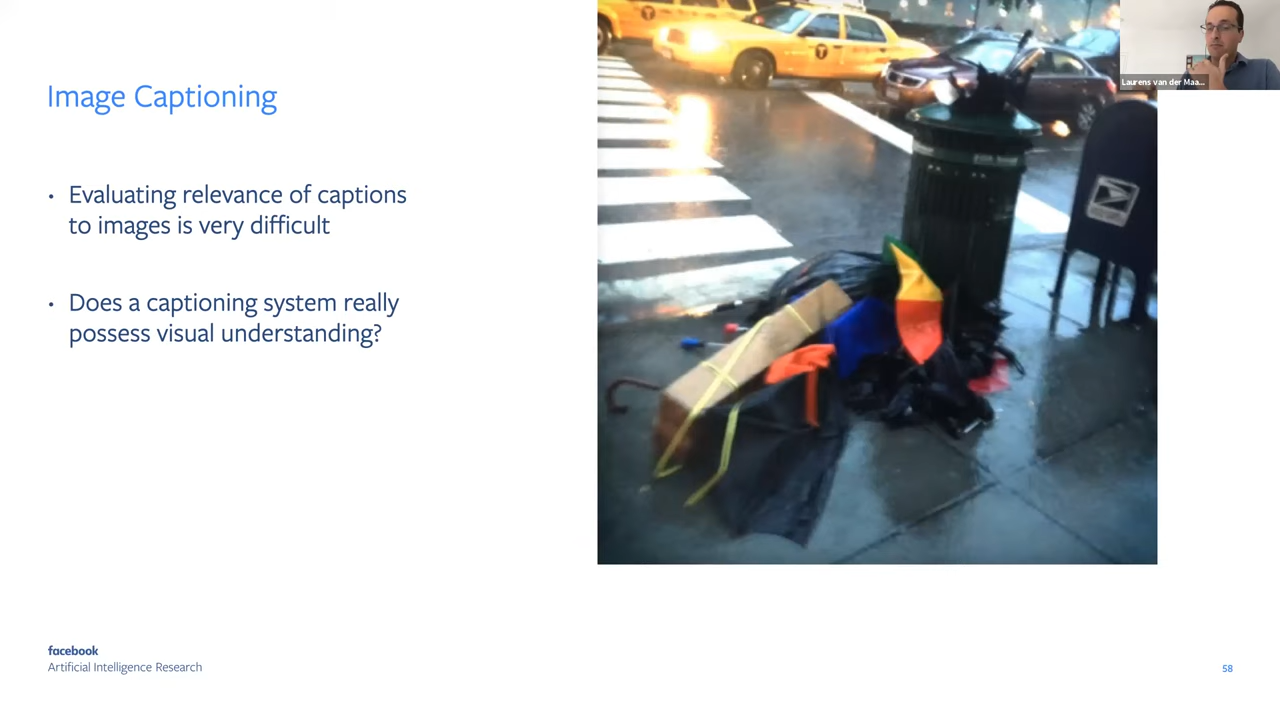 Image Captioning
• Evaluating relevance of captions
to images is very difficult
• Does a captioning system really
possess visual understanding?
T
T
Laurens van der Maa...
facebook
Artificial Intelligence Research
58